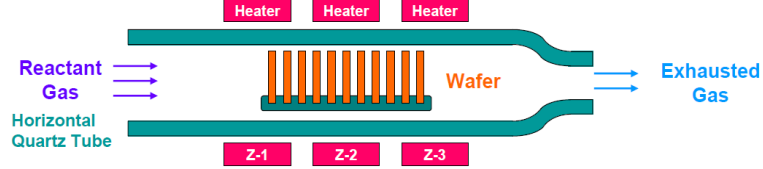 Heater
Heater
Heater
Reactant
Gas
Wafer
Exhausted
Gas
Horizontal
Quartz Tube
Z-1
Z-2
Z-3